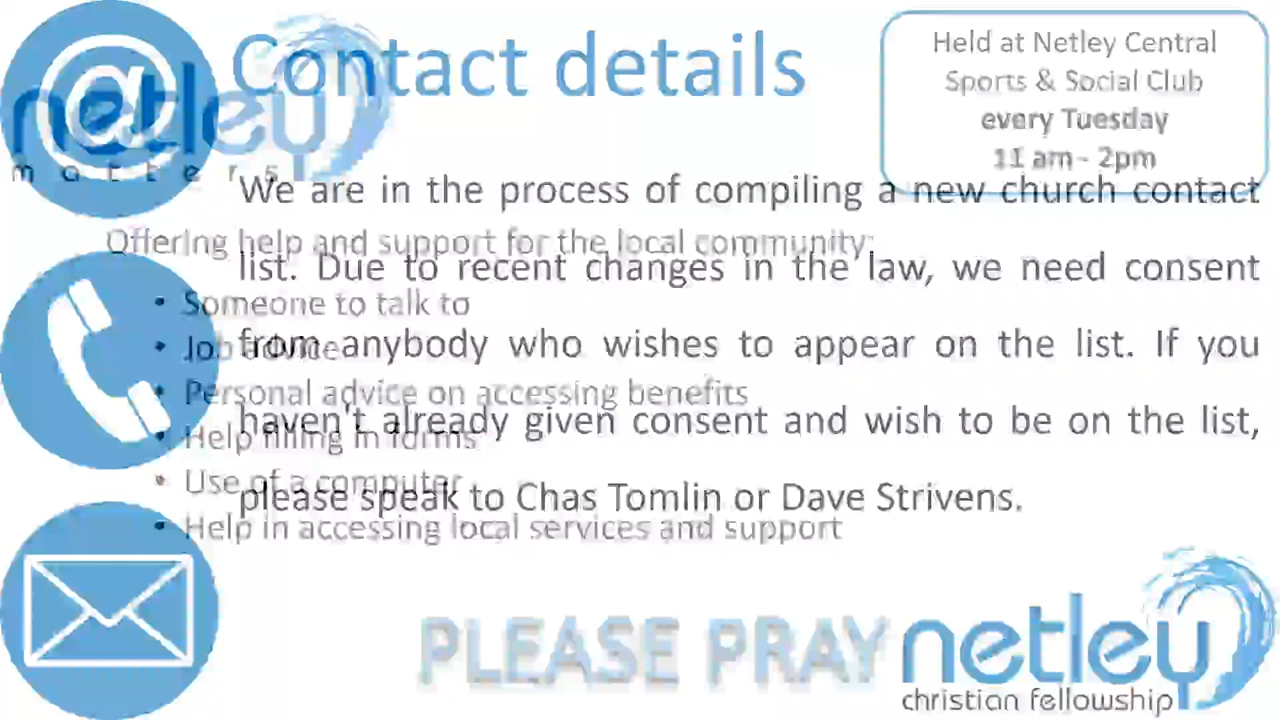 Contact details
We are in the process of compiling a new church contact
list. Due to recent changes in the law, we need consent
from anybody who wishes to appear on the list. If you
haven't already given consent and wish to be on the list,
please speak to Chas Tomlin or Dave Strivens.
netley
christian fellowship
netley
matters
Held at Netley Central
Sports & Social Club
every Tuesday
11 am - 2pm
Offering help and support for the local community:
• Someone to talk to
• Job advice
• Personal advice on accessing benefits
• Help filling in forms
• Use of a computer
• Help in accessing local services and support
PLEASE PRAY